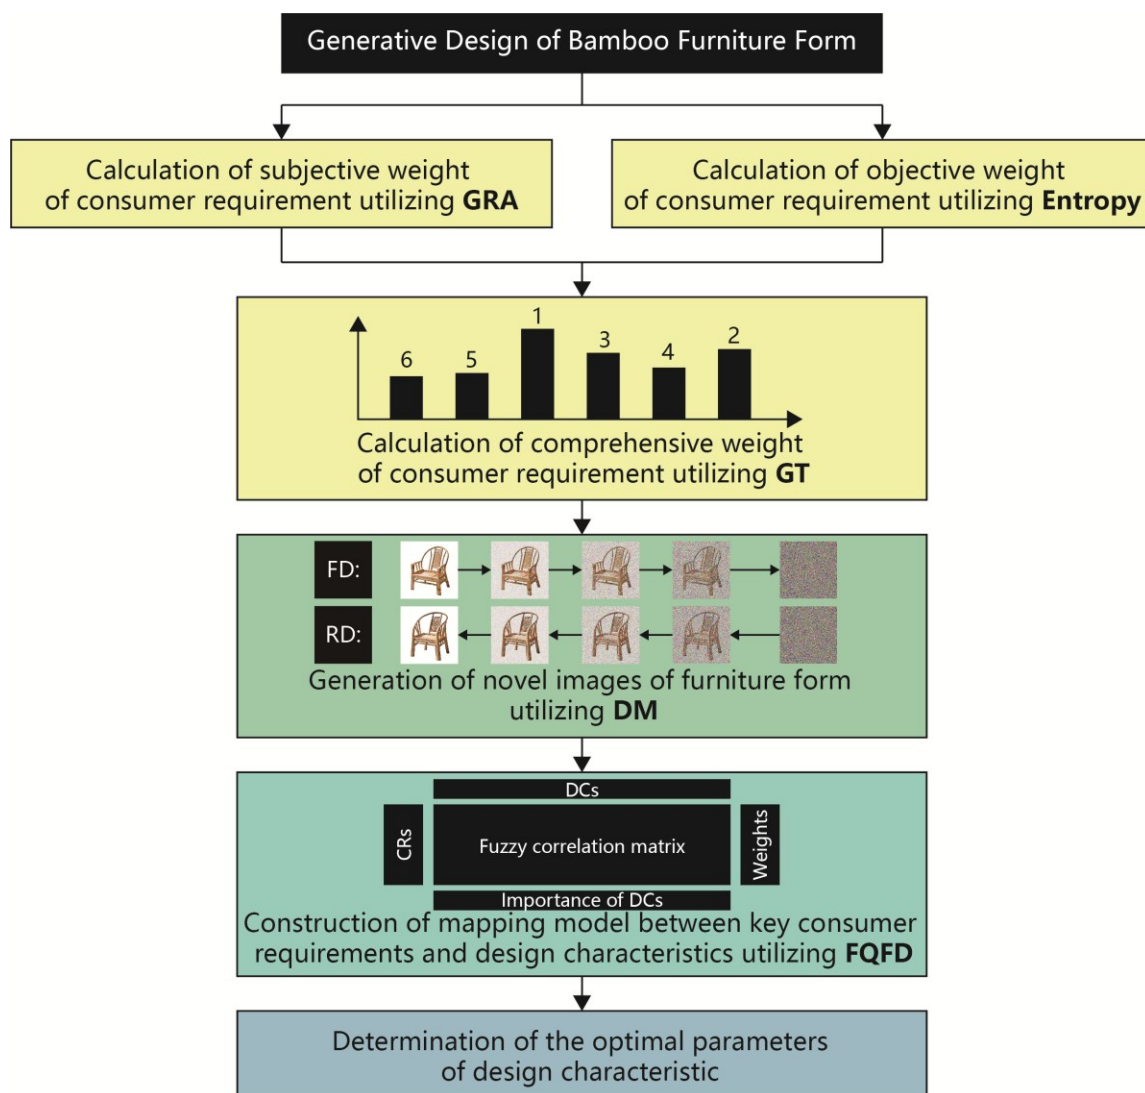 Generative Design of Bamboo Furniture Form
Calculation of subjective weight
of consumer requirement utilizing GRA
Calculation of objective weight
of consumer requirement utilizing Entropy
6
5
1
3
4
2
Calculation of comprehensive weight
of consumer requirement utilizing GT
FD:
RD:
Generation of novel images of furniture form
utilizing DM
DCs
CRs
Fuzzy correlation matrix
Weights
Importance of DCs
Construction of mapping model between key consumer
requirements and design characteristics utilizing FQFD
Determination of the optimal parameters
of design characteristic